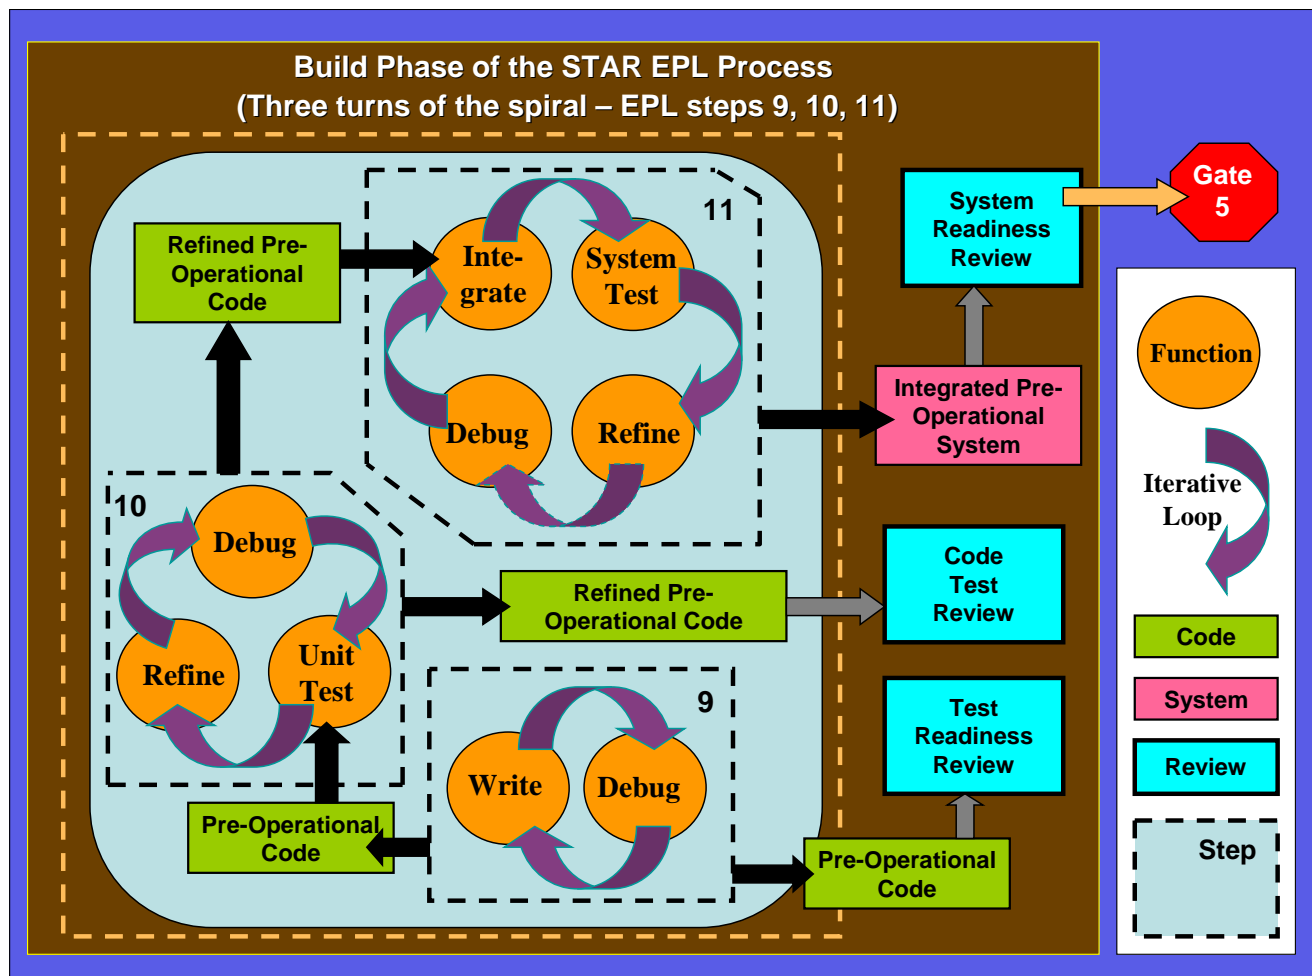 Build Phase of the STAR EPL Process
(Three turns of the spiral – EPL steps 9, 10, 11)
Gate
5
System
Readiness
Review
11
Refined Pre-
Operational
Code
Inte-
grate
System
Test
Debug
Refine
Integrated Pre-
Operational
System
10
Debug
Refine
Unit
Test
Refined Pre-
Operational Code
Code
Test
Review
9
Write
Debug
Test
Readiness
Review
Pre-Operational
Code
Pre-Operational
Code
Function
Iterative
Loop
Code
System
Review
Step